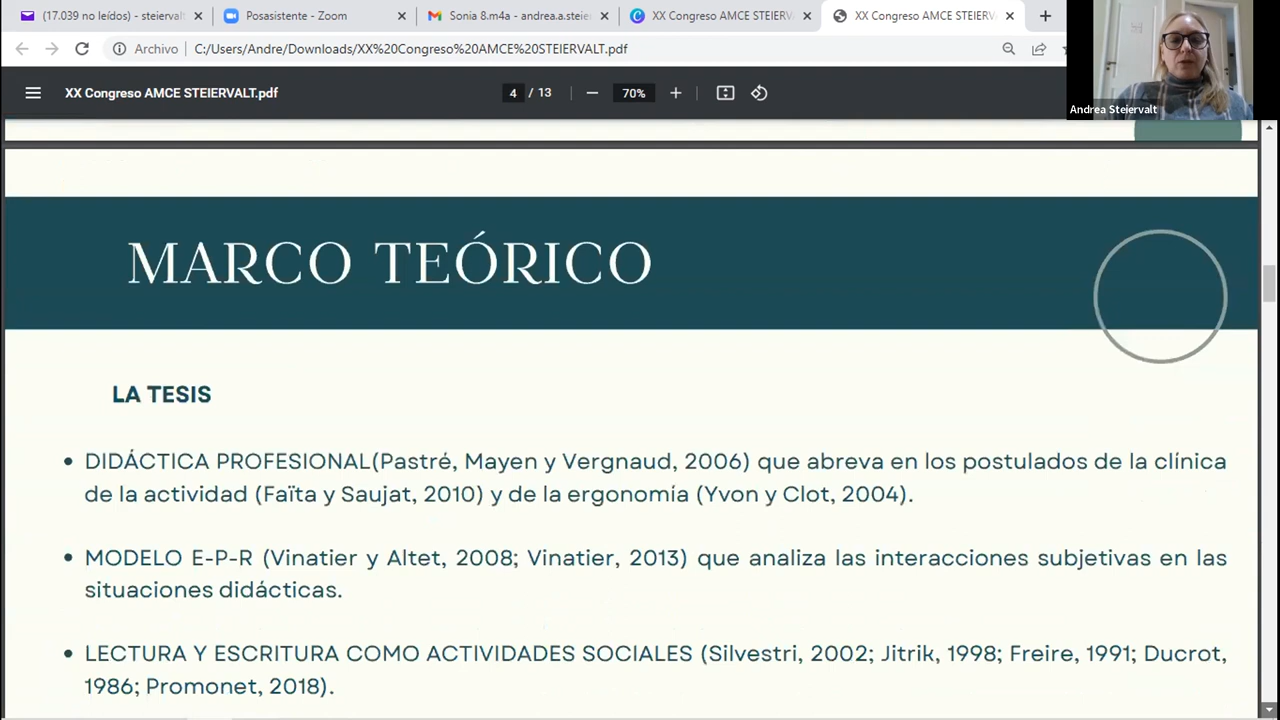 (17.039 no leídos) - steierval
Posasistente - Zoom
Sonia 8.m4a - andrea.a.steie
XX Congreso AMCE STEIERV
XX Congreso AMCE STEIERV
Archivo
C:/Users/Andre/Downloads/XX%20Congreso%20AMCE%20STEIERVALT.pdf
XX Congreso AMCE STEIERVALT.pdf
4 / 13
70%
Andrea Steiervalt
MARCO TEÓRICO
LA TESIS
• DIDÁCTICA PROFESIONAL(Pastré, Mayen y Vergnaud, 2006) que abreva en los postulados de la clínica
de la actividad (Faïta y Saujat, 2010) y de la ergonomía (Yvon y Clot, 2004).
• MODELO E-P-R (Vinatier y Altet, 2008; Vinatier, 2013) que analiza las interacciones subjetivas en las
situaciones didácticas.
• LECTURA Y ESCRITURA COMO ACTIVIDADES SOCIALES (Silvestri, 2002; Jitrik, 1998; Freire, 1991; Ducrot,
1986; Promonet, 2018).